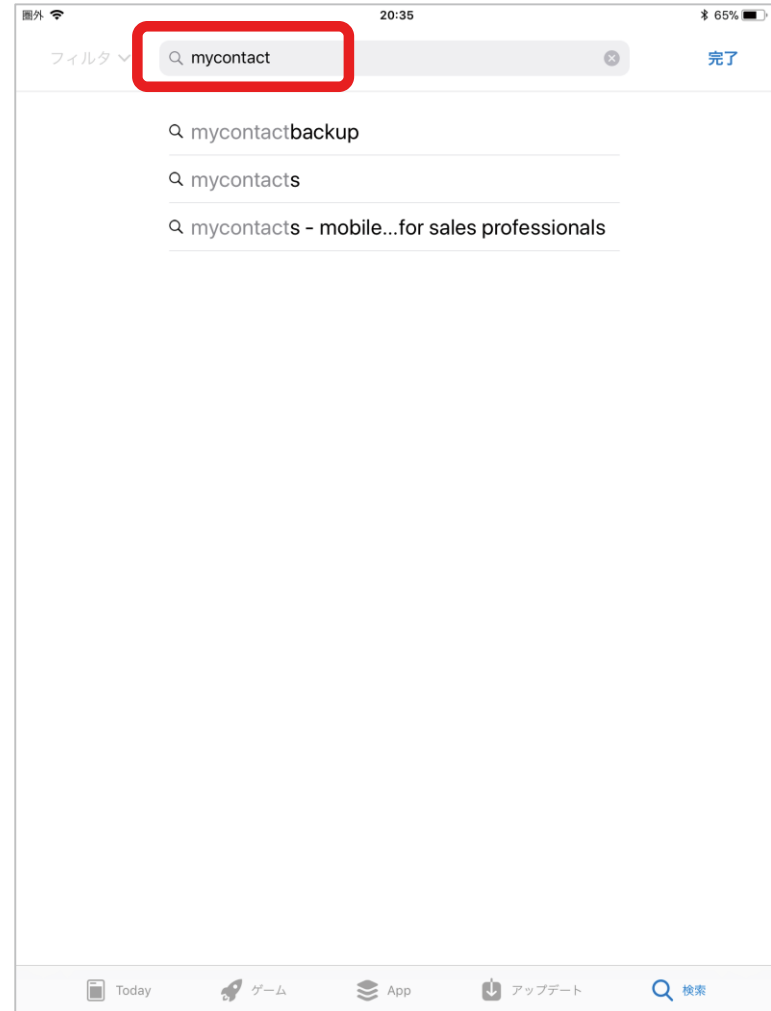 圏外 20:35 65%
フィルタ mycontact 完了
mycontactbackup
mycontacts
mycontacts - mobile...for sales professionals
Today ゲーム App アップデート 検索